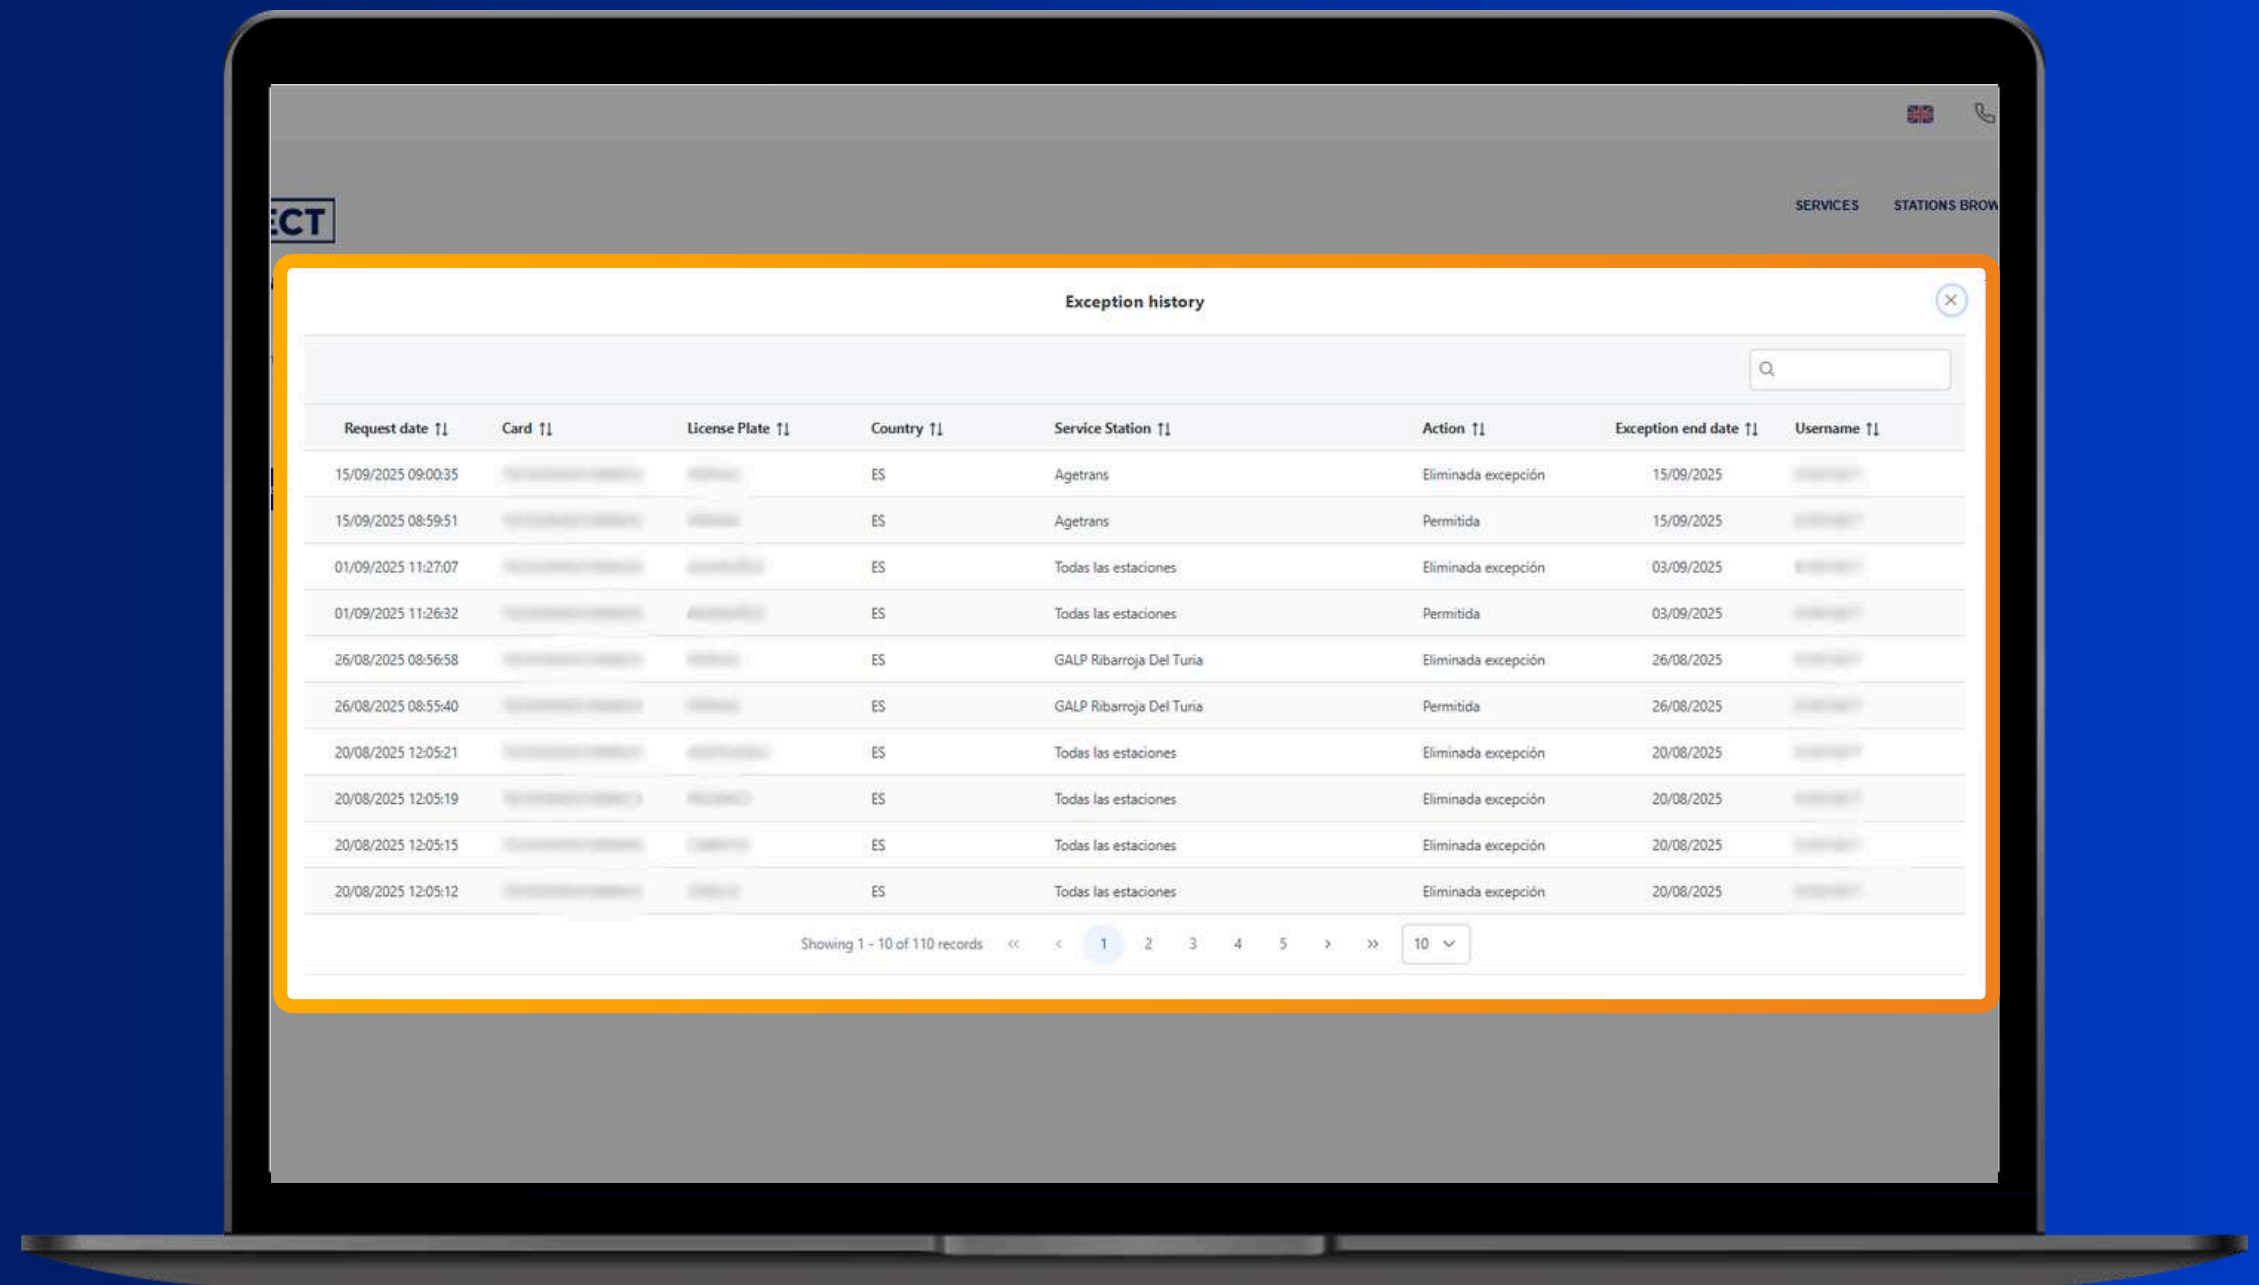 ECT
SERVICES STATIONS BROW
Exception history
Request date Card License Plate Country Service Station Action Exception end date Username
15/09/2025 09:00:35 ES Agetrans Eliminada excepción 15/09/2025
15/09/2025 08:59:51 ES Agetrans Permitida 15/09/2025
01/09/2025 11:27:07 ES Todas las estaciones Eliminada excepción 03/09/2025
01/09/2025 11:26:32 ES Todas las estaciones Permitida 03/09/2025
26/08/2025 08:56:58 ES GALP Ribarroja Del Turia Eliminada excepción 26/08/2025
26/08/2025 08:55:40 ES GALP Ribarroja Del Turia Permitida 26/08/2025
20/08/2025 12:05:21 ES Todas las estaciones Eliminada excepción 20/08/2025
20/08/2025 12:05:19 ES Todas las estaciones Eliminada excepción 20/08/2025
20/08/2025 12:05:15 ES Todas las estaciones Eliminada excepción 20/08/2025
20/08/2025 12:05:12 ES Todas las estaciones Eliminada excepción 20/08/2025
Showing 1 - 10 of 110 records « ‹ 1 2 3 4 5 › » 10